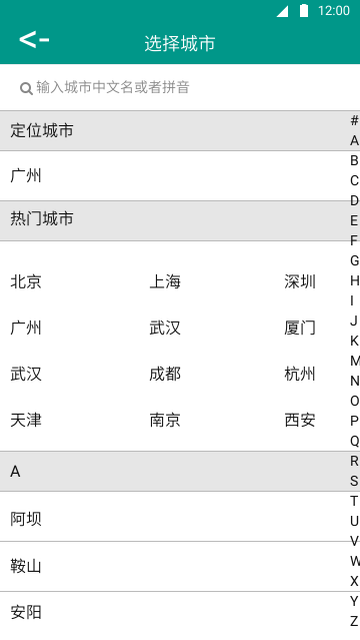 12:00
<-
选择城市
输入城市中文名或者拼音
定位城市
广州
热门城市
北京 上海 深圳
广州 武汉 厦门
武汉 成都 杭州
天津 南京 西安
A
阿坝
鞍山
安阳
#
A
B
C
D
E
F
G
H
I
J
K
M
N
O
P
Q
R
S
T
U
V
W
X
Y
Z